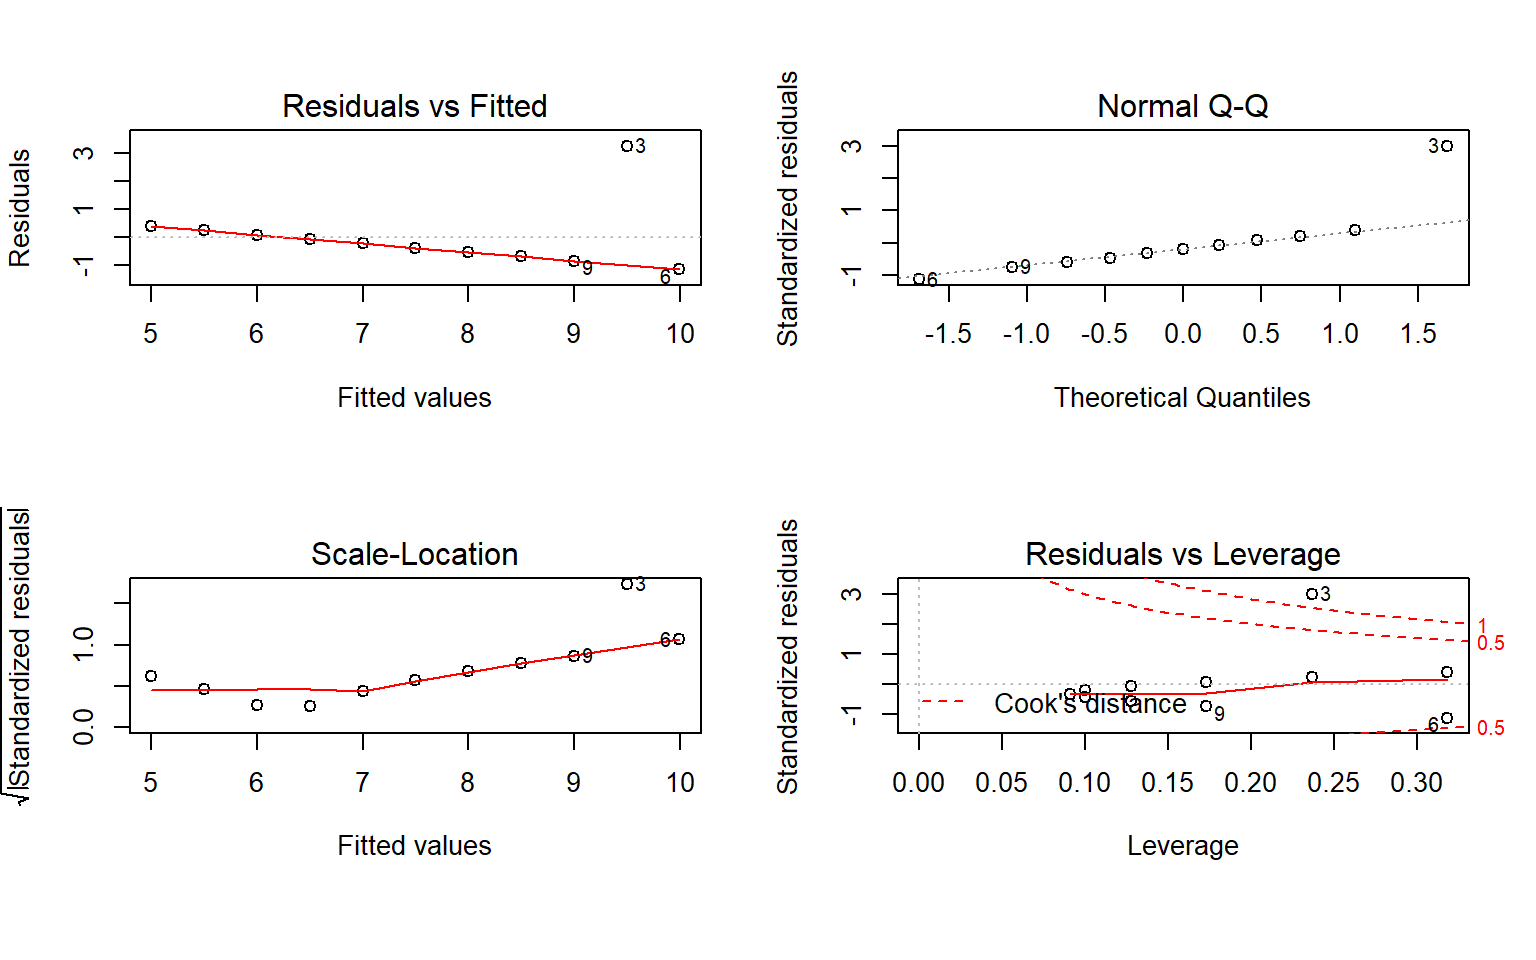 Residuals vs Fitted
Residuals
3
1
-1
3
9
6
5 6 7 8 9 10
Fitted values
Normal Q-Q
Standardized residuals
3
1
-1
3
6
9
-1.5 -1.0 -0.5 0.0 0.5 1.0 1.5
Theoretical Quantiles
Scale-Location
√|Standardized residuals|
1.0
0.0
3
6
9
5 6 7 8 9 10
Fitted values
Residuals vs Leverage
Standardized residuals
3
1
-1
3
1
0.5
Cook's distance
9
6
0.5
0.00 0.05 0.10 0.15 0.20 0.25 0.30
Leverage